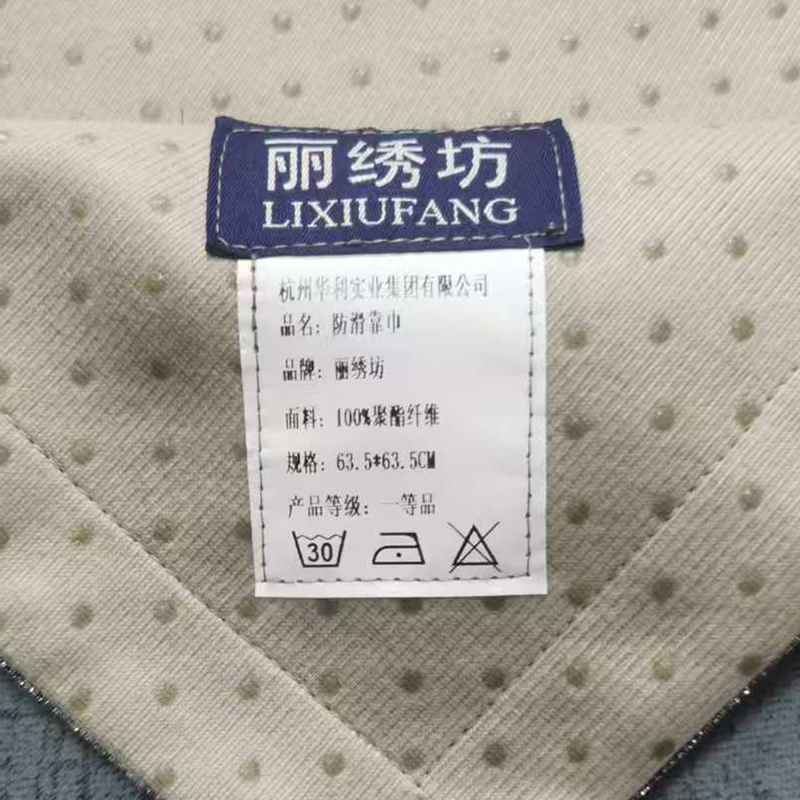 丽绣坊
LIXIUFANG
杭州华利实业集团有限公司
品名：防滑靠巾
品牌：丽绣坊
面料：100%聚酯纤维
规格：63.5*63.5CM
产品等级：一等品
30